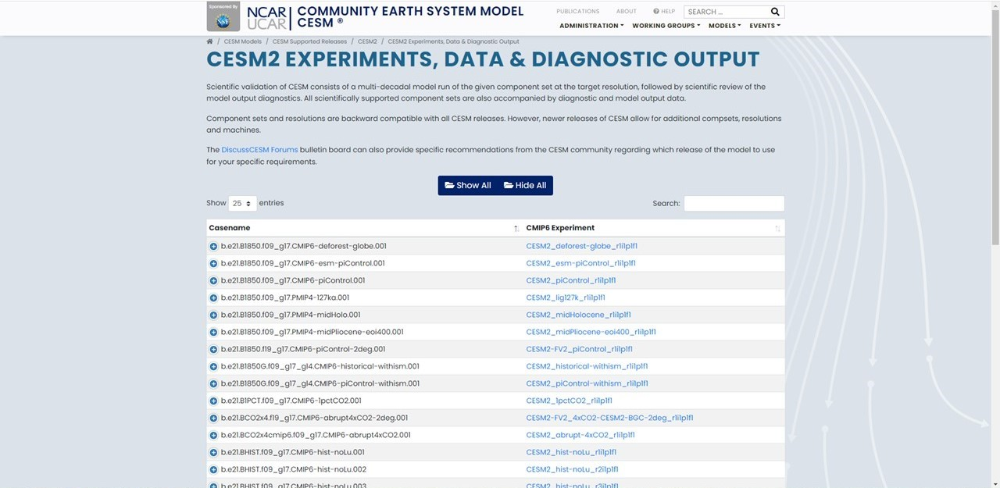 Sponsored By
NSF
NCAR
UCAR
COMMUNITY EARTH SYSTEM MODEL
CESM ®
PUBLICATIONS ABOUT HELP SEARCH ...
ADMINISTRATION WORKING GROUPS MODELS EVENTS
/ CESM Models / CESM Supported Releases / CESM2 / CESM2 Experiments, Data & Diagnostic Output
CESM2 EXPERIMENTS, DATA & DIAGNOSTIC OUTPUT
Scientific validation of CESM consists of a multi-decadal model run of the given component set at the target resolution, followed by scientific review of the
model output diagnostics. All scientifically supported component sets are also accompanied by diagnostic and model output data.
Component sets and resolutions are backward compatible with all CESM releases. However, newer releases of CESM allow for additional compsets, resolutions
and machines.
The DiscussCESM Forums bulletin board can also provide specific recommendations from the CESM community regarding which release of the model to use
for your specific requirements.
Show All Hide All
Show 25 entries Search:
Casename CMIP6 Experiment
b.e21.B1850.f09_g17.CMIP6-deforest-globe.001 CESM2_deforest-globe_r1i1p1f1
b.e21.B1850.f09_g17.CMIP6-esm-piControl.001 CESM2_esm-piControl_r1i1p1f1
b.e21.B1850.f09_g17.CMIP6-piControl.001 CESM2_piControl_r1i1p1f1
b.e21.B1850.f09_g17.PMIP4-127ka.001 CESM2_lig127k_r1i1p1f1
b.e21.B1850.f09_g17.PMIP4-midHolo.001 CESM2_midHolocene_r1i1p1f1
b.e21.B1850.f09_g17.PMIP4-midPliocene-eoi400.001 CESM2_midPliocene-eoi400_r1i1p1f1
b.e21.B1850.f19_g17.CMIP6-piControl-2deg.001 CESM2-FV2_piControl_r1i1p1f1
b.e21.B1850G.f09_g17_gl4.CMIP6-historical-withism.001 CESM2_historical-withism_r1i1p1f1
b.e21.B1850G.f09_g17_gl4.CMIP6-piControl-withism.001 CESM2_piControl-withism_r1i1p1f1
b.e21.B1PCT.f09_g17.CMIP6-1pctCO2.001 CESM2_1pctCO2_r1i1p1f1
b.e21.BCO2x4.f19_g17.CMIP6-abrupt4xCO2-2deg.001 CESM2-FV2_4xCO2-CESM2-BGC-2deg_r1i1p1f1
b.e21.BCO2x4cmip6.f09_g17.CMIP6-abrupt4xCO2.001 CESM2_abrupt-4xCO2_r1i1p1f1
b.e21.BHIST.f09_g17.CMIP6-hist-noLu.001 CESM2_hist-noLu_r1i1p1f1
b.e21.BHIST.f09_g17.CMIP6-hist-noLu.002 CESM2_hist-noLu_r2i1p1f1
b.e21.BHIST.f09_g17.CMIP6-hist-noLu.003 CESM2_hist-noLu_r3i1p1f1